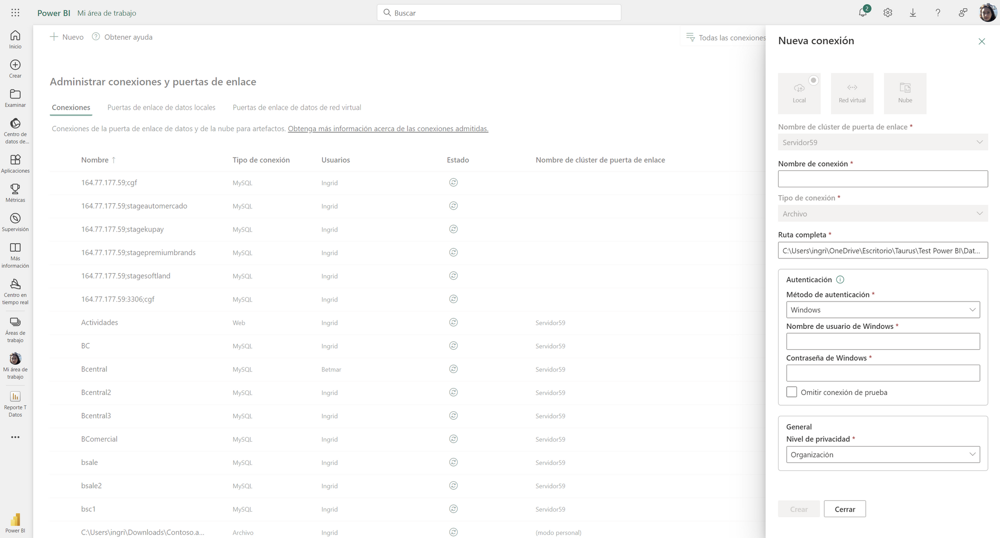 Power BI
Mi área de trabajo
Buscar
2
Inicio
Crear
Examinar
Centro de
datos de...
Aplicaciones
Métricas
Supervisión
Más
información
Centro en
tiempo real
Áreas de
trabajo
Mi área de
trabajo
Reporte T
Datos
Power BI
Nuevo
Obtener ayuda
Todas las conexiones
Administrar conexiones y puertas de enlace
Conexiones
Puertas de enlace de datos locales
Puertas de enlace de datos de red virtual
Conexiones de la puerta de enlace de datos y de la nube para artefactos. Obtenga más información acerca de las conexiones admitidas.
Nombre ↑ Tipo de conexión Usuarios Estado Nombre de clúster de puerta de enlace
164.77.177.59;cgf MySQL Ingrid
164.77.177.59;stageautomercado MySQL Ingrid
164.77.177.59;stagekupay MySQL Ingrid
164.77.177.59;stagepremiumbrands MySQL Ingrid
164.77.177.59;stagesoftland MySQL Ingrid
164.77.177.59:3306;cgf MySQL Ingrid
Actividades Web Ingrid Servidor59
BC MySQL Ingrid Servidor59
Bcentral MySQL Betmar Servidor59
Bcentral2 MySQL Ingrid Servidor59
Bcentral3 MySQL Ingrid Servidor59
BComercial MySQL Ingrid Servidor59
bsale MySQL Ingrid Servidor59
bsale2 MySQL Ingrid Servidor59
bsc1 MySQL Ingrid Servidor59
C:\Users\ingri\Downloads\Contoso.a... Archivo Ingrid (modo personal)
Nueva conexión
Local
Red virtual
Nube
Nombre de clúster de puerta de enlace *
Servidor59
Nombre de conexión *
Tipo de conexión *
Archivo
Ruta completa *
C:\Users\ingri\OneDrive\Escritorio\Taurus\Test Power BI\Dat...
Autenticación
Método de autenticación *
Windows
Nombre de usuario de Windows *
Contraseña de Windows *
Omitir conexión de prueba
General
Nivel de privacidad *
Organización
Crear
Cerrar